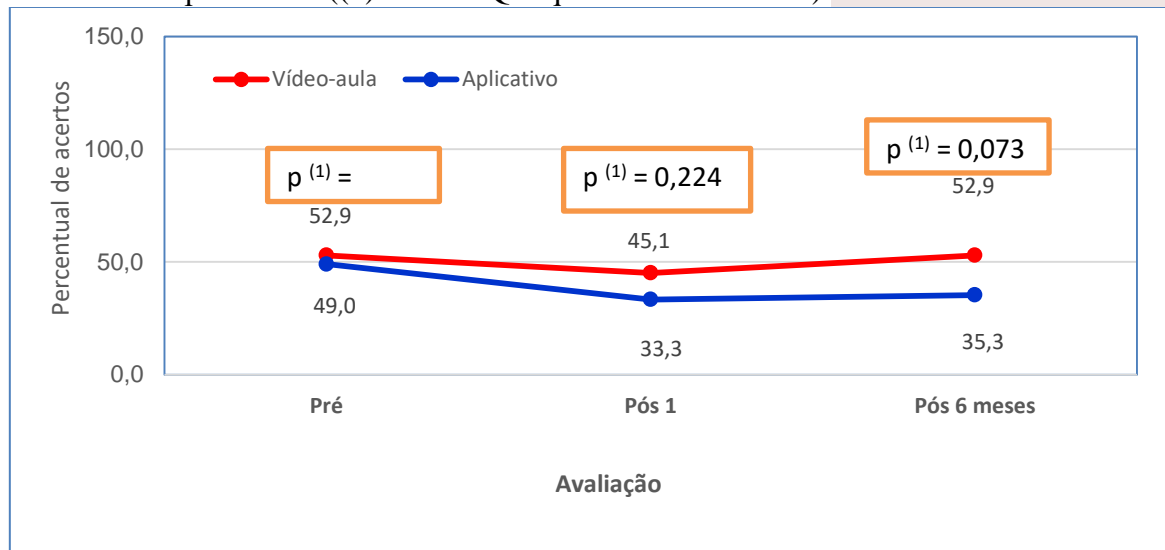 150,0
Vídeo-aula Aplicativo
100,0
p (1) =
p (1) = 0,224
p (1) = 0,073
52,9
45,1
52,9
50,0
49,0
33,3
35,3
0,0
Percentual de acertos
Pré Pós 1 Pós 6 meses
Avaliação